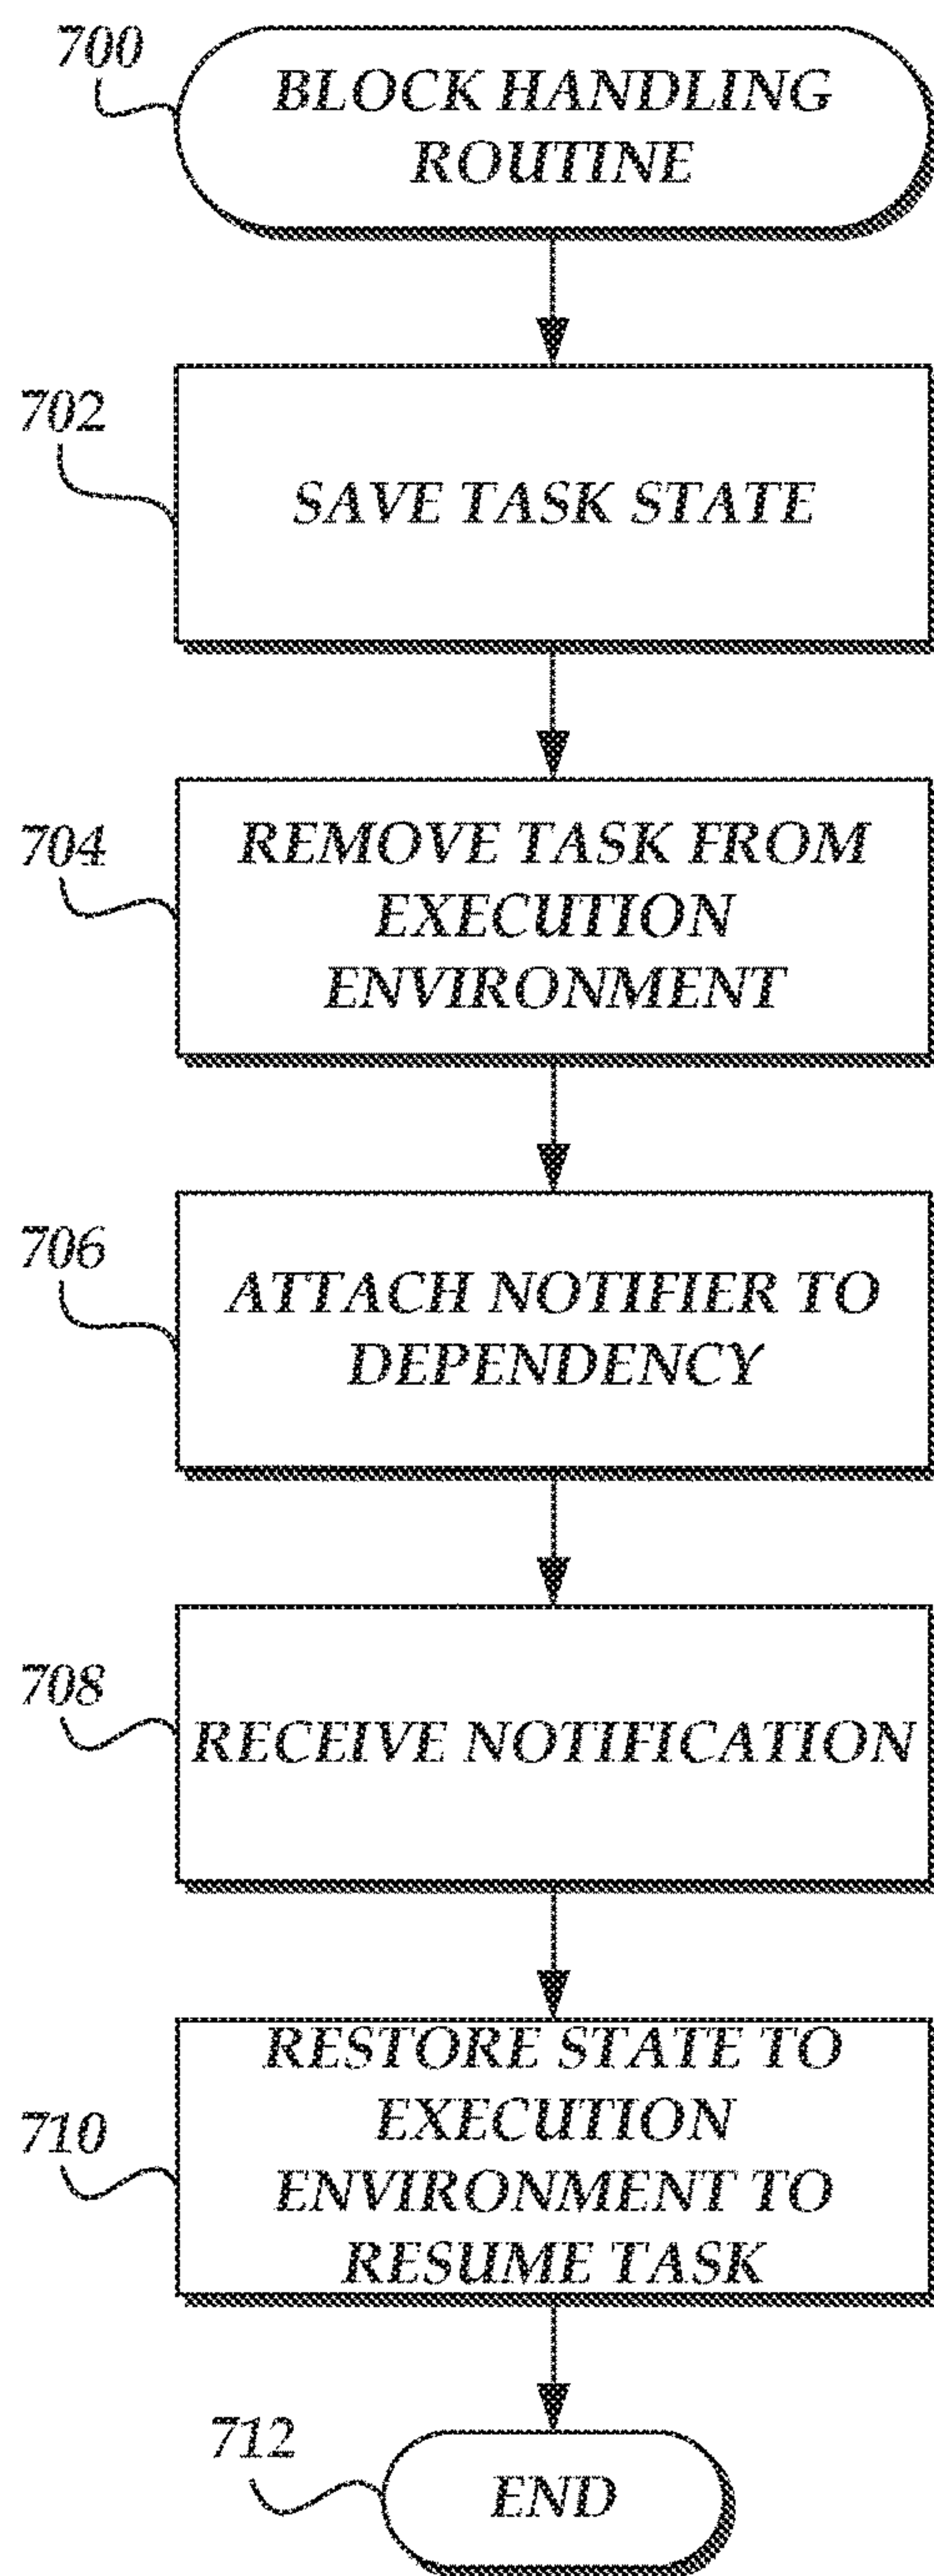 700
BLOCK HANDLING
ROUTINE
702
SAVE TASK STATE
704
REMOVE TASK FROM
EXECUTION
ENVIRONMENT
706
ATTACH NOTIFIER TO
DEPENDENCY
708
RECEIVE NOTIFICATION
710
RESTORE STATE TO
EXECUTION
ENVIRONMENT TO
RESUME TASK
712
END